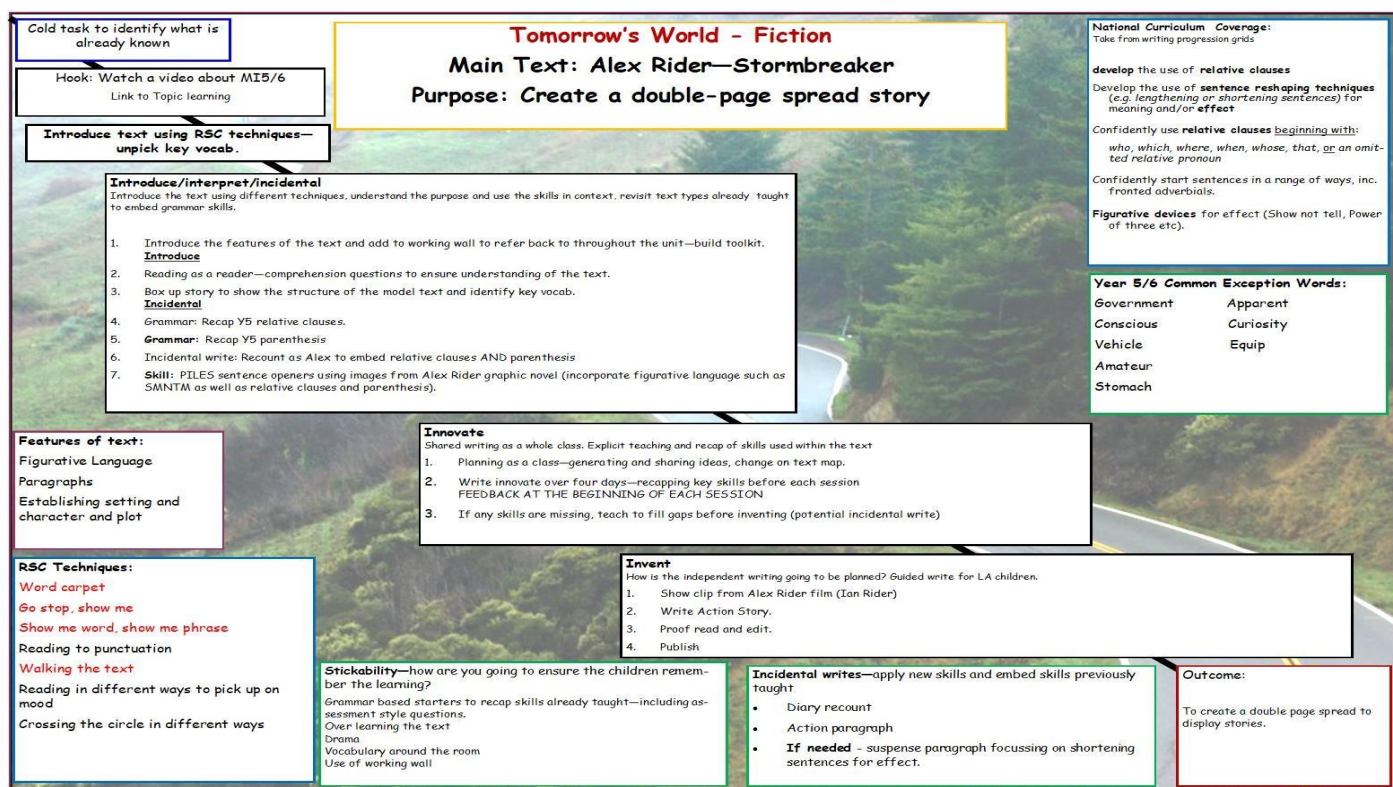 Cold task to identify what is
already known
Hook: Watch a video about MI5/6
Link to Topic learning
Introduce text using RSC techniques—
unpick key vocab.
Tomorrow's World - Fiction
Main Text: Alex Rider—Stormbreaker
Purpose: Create a double-page spread story
National Curriculum Coverage:
Take from writing progression grids
develop the use of relative clauses
Develop the use of sentence reshaping techniques
(e.g. lengthening or shortening sentences) for
meaning and/or effect
Confidently use relative clauses beginning with:
who, which, where, when, whose, that, or an omit-
ted relative pronoun
Confidently start sentences in a range of ways, inc.
fronted adverbials.
Figurative devices for effect (Show not tell, Power
of three etc).
Introduce/interpret/incidental
Introduce the text using different techniques, understand the purpose and use the skills in context, revisit text types already taught
to embed grammar skills.
1. Introduce the features of the text and add to working wall to refer back to throughout the unit—build toolkit.
Introduce
2. Reading as a reader—comprehension questions to ensure understanding of the text.
3. Box up story to show the structure of the model text and identify key vocab.
Incidental
4. Grammar: Recap Y5 relative clauses.
5. Grammar: Recap Y5 parenthesis
6. Incidental write: Recount as Alex to embed relative clauses AND parenthesis
7. Skill: PILES sentence openers using images from Alex Rider graphic novel (incorporate figurative language such as
SMNTM as well as relative clauses and parenthesis).
Year 5/6 Common Exception Words:
Government Apparent
Conscious Curiosity
Vehicle Equip
Amateur
Stomach
Features of text:
Figurative Language
Paragraphs
Establishing setting and
character and plot
Innovate
Shared writing as a whole class. Explicit teaching and recap of skills used within the text
1. Planning as a class—generating and sharing ideas, change on text map.
2. Write innovate over four days—recapping key skills before each session
FEEDBACK AT THE BEGINNING OF EACH SESSION
3. If any skills are missing, teach to fill gaps before inventing (potential incidental write)
RSC Techniques:
Word carpet
Go stop, show me
Show me word, show me phrase
Reading to punctuation
Walking the text
Reading in different ways to pick up on
mood
Crossing the circle in different ways
Invent
How is the independent writing going to be planned? Guided write for LA children.
1. Show clip from Alex Rider film (Ian Rider)
2. Write Action Story.
3. Proof read and edit.
4. Publish
Stickability—how are you going to ensure the children remem-
ber the learning?
Grammar based starters to recap skills already taught—including as-
sessment style questions.
Over learning the text
Drama
Vocabulary around the room
Use of working wall
Incidental writes—apply new skills and embed skills previously
taught
• Diary recount
• Action paragraph
• If needed - suspense paragraph focussing on shortening
sentences for effect.
Outcome:
To create a double page spread to
display stories.